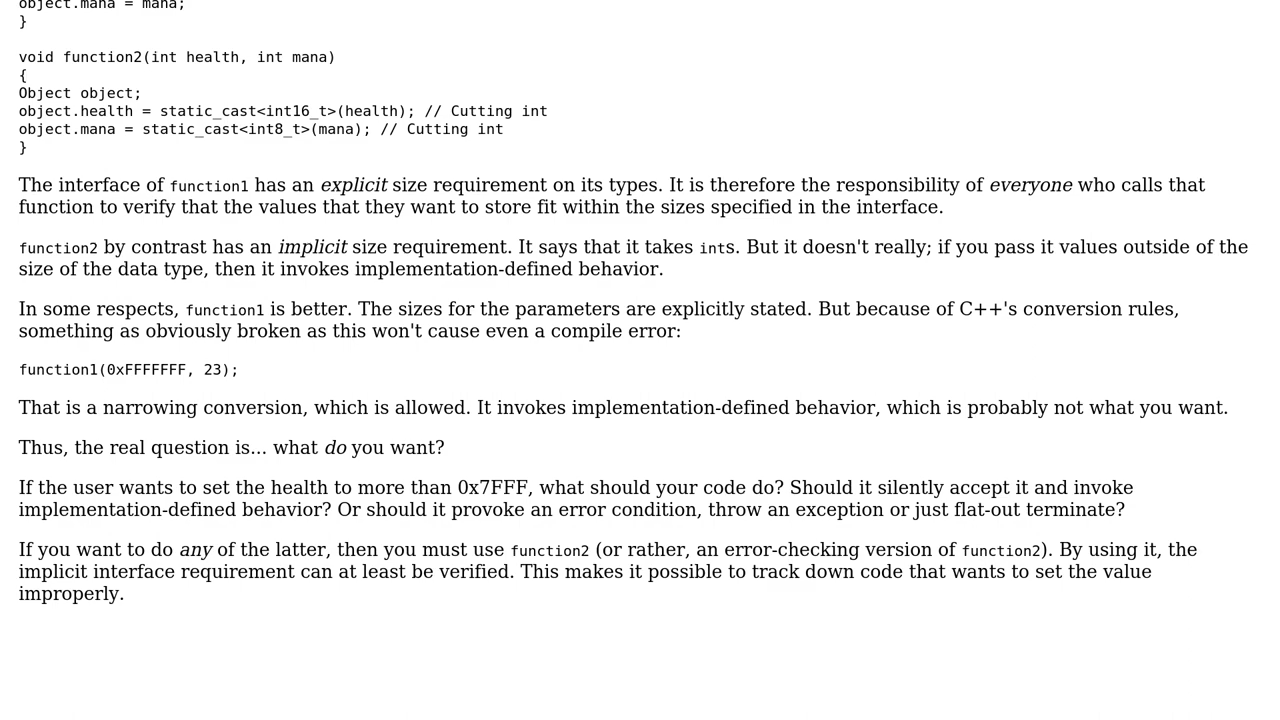 object.mana = mana;
}
void function2(int health, int mana)
{
Object object;
object.health = static_cast<int16_t>(health); // Cutting int
object.mana = static_cast<int8_t>(mana); // Cutting int
}
The interface of function1 has an explicit size requirement on its types. It is therefore the responsibility of everyone who calls that
function to verify that the values that they want to store fit within the sizes specified in the interface.
function2 by contrast has an implicit size requirement. It says that it takes ints. But it doesn't really; if you pass it values outside of the
size of the data type, then it invokes implementation-defined behavior.
In some respects, function1 is better. The sizes for the parameters are explicitly stated. But because of C++'s conversion rules,
something as obviously broken as this won't cause even a compile error:
function1(0xFFFFFFF, 23);
That is a narrowing conversion, which is allowed. It invokes implementation-defined behavior, which is probably not what you want.
Thus, the real question is... what do you want?
If the user wants to set the health to more than 0x7FFF, what should your code do? Should it silently accept it and invoke
implementation-defined behavior? Or should it provoke an error condition, throw an exception or just flat-out terminate?
If you want to do any of the latter, then you must use function2 (or rather, an error-checking version of function2). By using it, the
implicit interface requirement can at least be verified. This makes it possible to track down code that wants to set the value
improperly.